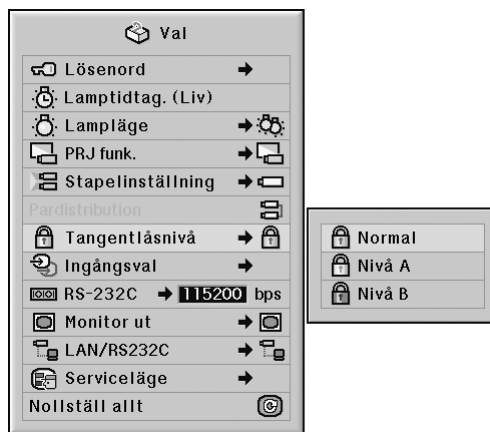 Val
Lösenord
Lamptidtag. (Liv)
Lampläge
PRJ funk.
Stapelinställning
Pardistribution
Tangentlåsnivå
Ingångsval
RS-232C 115200 bps
Monitor ut
LAN/RS232C
Serviceläge
Nollställ allt
Normal
Nivå A
Nivå B